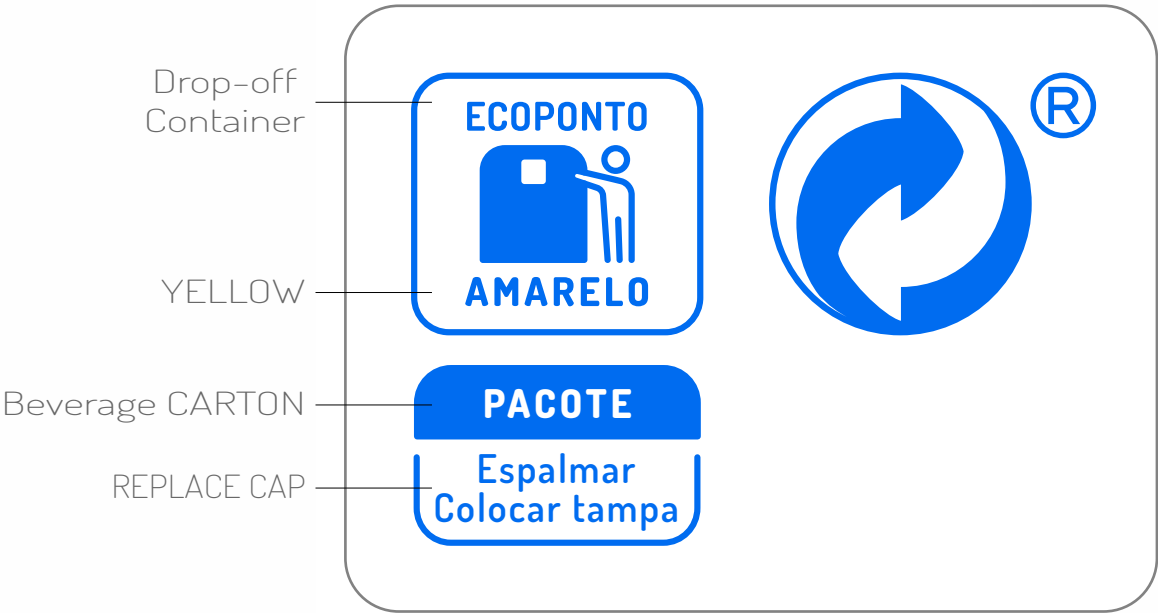 Drop-off
Container
ECOPONTO
®
YELLOW
AMARELO
Beverage CARTON
PACOTE
REPLACE CAP
Espalmar
Colocar tampa